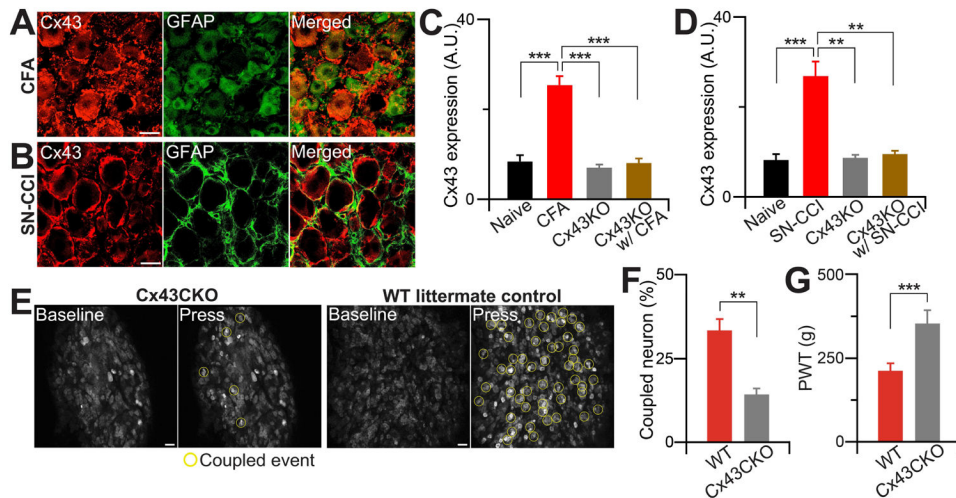 A
Cx43
GFAP
Merged
CFA
B
Cx43
GFAP
Merged
SN-CCI
C
Cx43 expression (A.U.)
40
20
0
***
***
***
Naive
CFA
Cx43KO
Cx43KO
w/ CFA
D
Cx43 expression (A.U.)
40
20
0
***
**
**
Naive
SN-CCI
Cx43KO
Cx43KO
w/ SN-CCI
E
Cx43CKO
Baseline
Press
WT littermate control
Baseline
Press
Coupled event
F
Coupled neuron (%)
50
25
0
**
WT
Cx43CKO
G
PWT (g)
500
250
0
***
WT
Cx43CKO